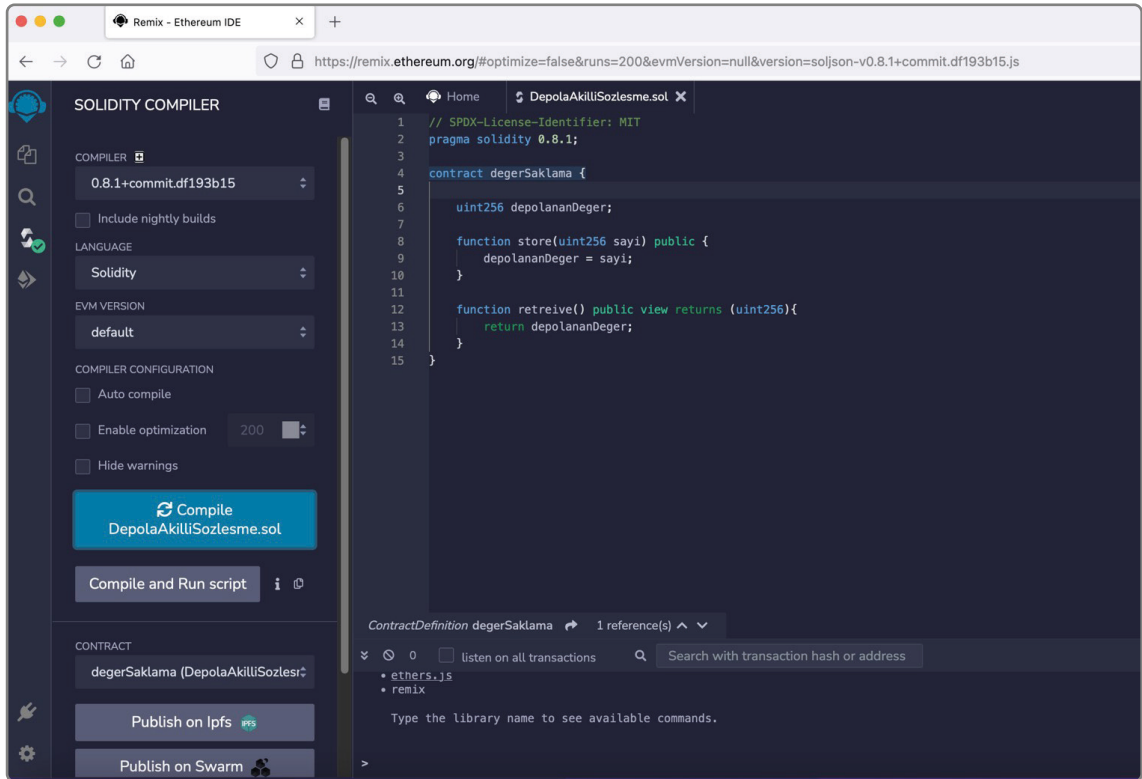 Remix - Ethereum IDE
https://remix.ethereum.org/#optimize=false&runs=200&evmVersion=null&version=soljson-v0.8.1+commit.df193b15.js
SOLIDITY COMPILER
COMPILER
0.8.1+commit.df193b15
Include nightly builds
LANGUAGE
Solidity
EVM VERSION
default
COMPILER CONFIGURATION
Auto compile
Enable optimization 200
Hide warnings
Compile
DepolaAkilliSozlesme.sol
Compile and Run script
CONTRACT
degerSaklama (DepolaAkilliSozlesr
Publish on Ipfs IPFS
Publish on Swarm
Home DepolaAkilliSozlesme.sol
1 // SPDX-License-Identifier: MIT
2 pragma solidity 0.8.1;
3
4 contract degerSaklama {
5
6 uint256 depolananDeger;
7
8 function store(uint256 sayi) public {
9 depolananDeger = sayi;
10 }
11
12 function retreive() public view returns (uint256){
13 return depolananDeger;
14 }
15 }
ContractDefinition degerSaklama 1 reference(s)
0 listen on all transactions Search with transaction hash or address
• ethers.js
• remix
Type the library name to see available commands.
>